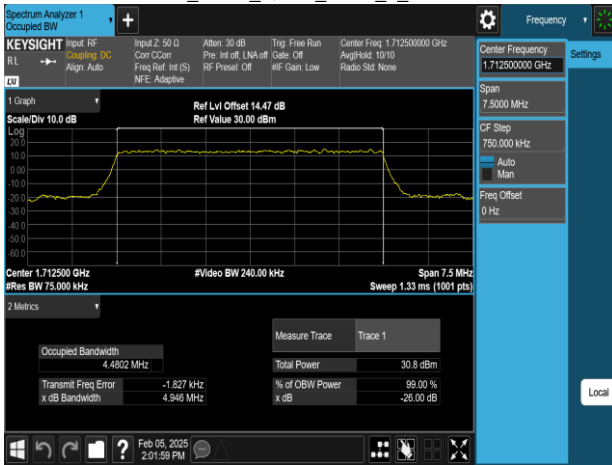 Spectrum Analyzer 1
Occupied BW
Frequency
KEYSIGHT
RL
LXI
Input: RF
Coupling: DC
Align: Auto
Input Z: 50 Ω
Corr CCorr
Freq Ref: Int (S)
NFE: Adaptive
Atten: 30 dB
Pre: Int off, LNA off
RF Presel: Off
Trig: Free Run
Gate: Off
#IF Gain: Low
Center Freq: 1.712500000 GHz
Avg|Hold: 10/10
Radio Std: None
Center Frequency
1.712500000 GHz
Settings
Span
7.5000 MHz
CF Step
750.000 kHz
Auto
Man
Freq Offset
0 Hz
Local
1 Graph
Scale/Div 10.0 dB
Ref Lvl Offset 14.47 dB
Ref Value 30.00 dBm
Log
20.0
10.0
0.00
-10.0
-20.0
-30.0
-40.0
-50.0
-60.0
Center 1.712500 GHz
#Video BW 240.00 kHz
Span 7.5 MHz
#Res BW 75.000 kHz
Sweep 1.33 ms (1001 pts)
2 Metrics
Measure Trace
Trace 1
Occupied Bandwidth
4.4802 MHz
Total Power
30.8 dBm
Transmit Freq Error
-1.827 kHz
% of OBW Power
99.00 %
x dB Bandwidth
4.946 MHz
x dB
-26.00 dB
Feb 05, 2025
2:01:59 PM